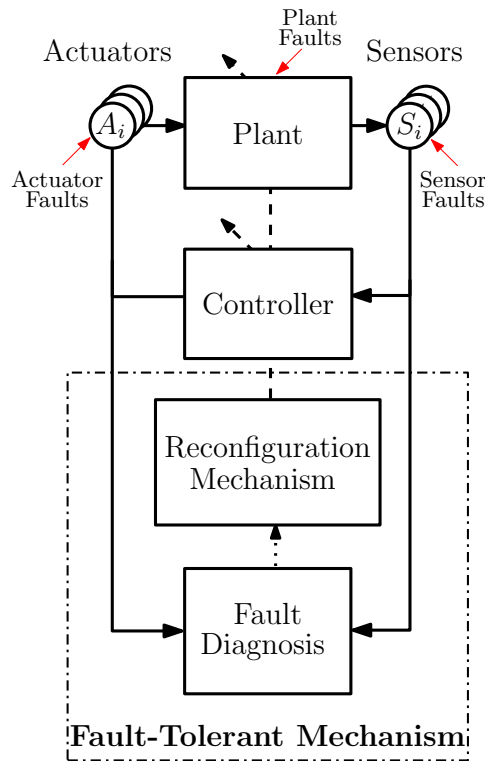 Plant
Faults
Actuators
Sensors
A_i
Plant
S_i
Actuator
Faults
Sensor
Faults
Controller
Reconfiguration
Mechanism
Fault
Diagnosis
Fault-Tolerant Mechanism